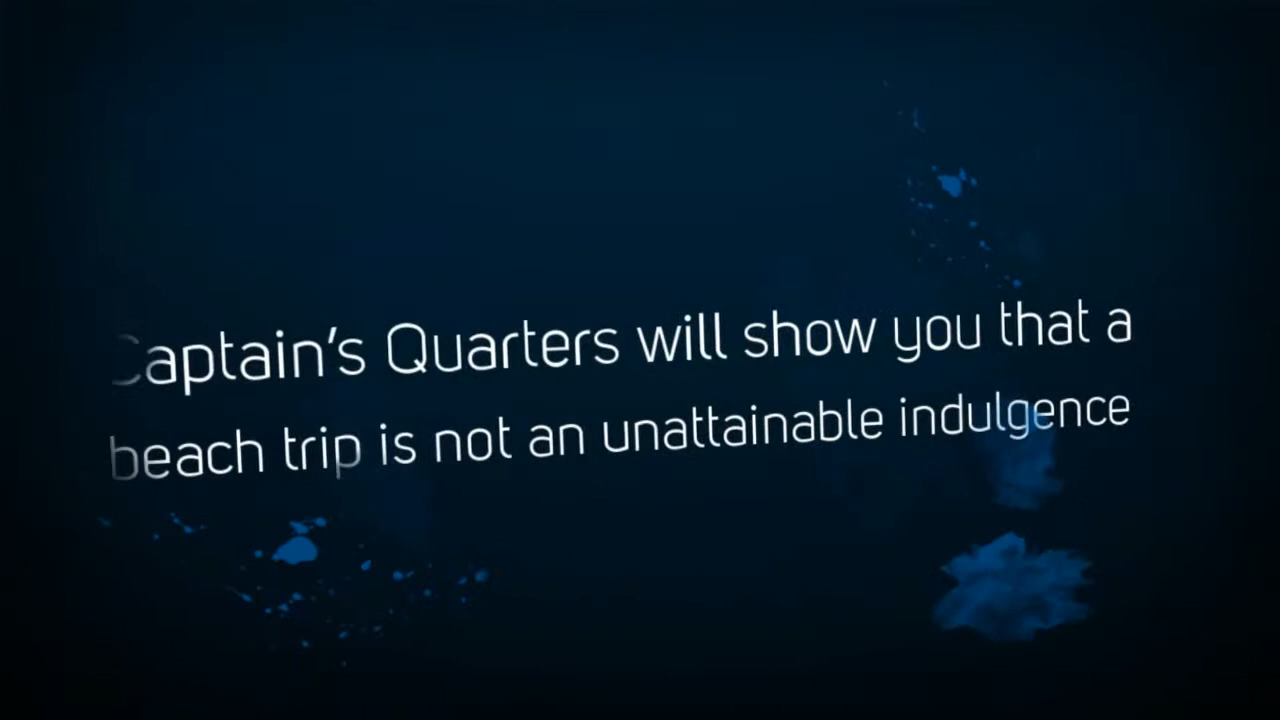 Captain's Quarters will show you that a
beach trip is not an unattainable indulgence